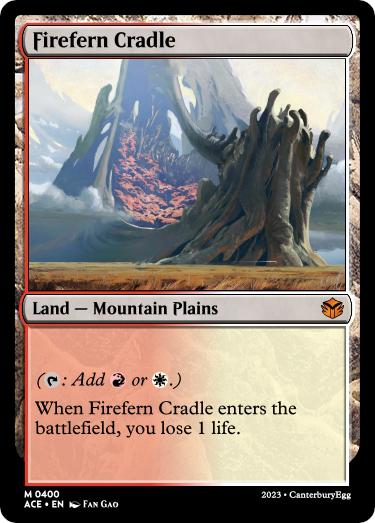 Firefern Cradle
Land — Mountain Plains
(: Add or .)
When Firefern Cradle enters the
battlefield, you lose 1 life.
M 0400
ACE • EN Fan Gao
2023 • CanterburyEgg